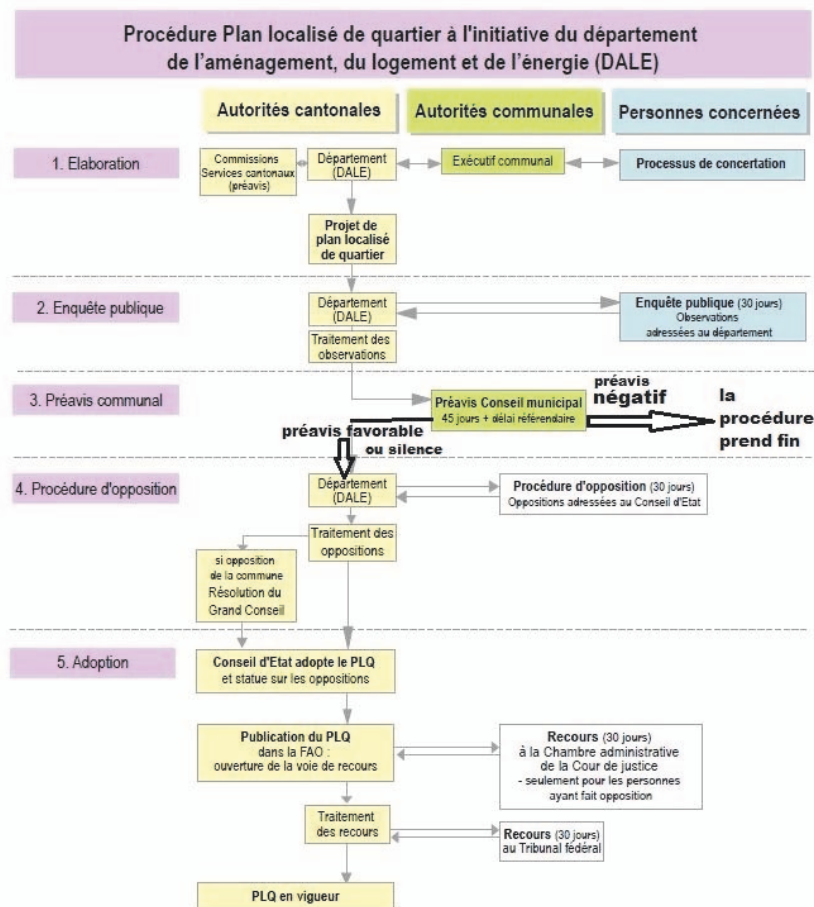 Procédure Plan localisé de quartier à l'initiative du département
de l'aménagement, du logement et de l'énergie (DALE)
Autorités cantonales
Autorités communales
Personnes concernées
1. Elaboration
Commissions
Services cantonaux
(préavis)
Département
(DALE)
Exécutif communal
Processus de concertation
Projet de
plan localisé
de quartier
2. Enquête publique
Département
(DALE)
Traitement des
observations
Enquête publique (30 jours)
Observations
adressées au département
3. Préavis communal
Préavis Conseil municipal
45 jours + délai référendaire
préavis
négatif
la
procédure
prend fin
préavis favorable
ou silence
4. Procédure d'opposition
Département
(DALE)
Procédure d'opposition (30 jours)
Oppositions adressées au Conseil d'Etat
Traitement des
oppositions
si opposition
de la commune
Résolution du
Grand Conseil
5. Adoption
Conseil d'Etat adopte le PLQ
et statue sur les oppositions
Publication du PLQ
dans la FAO :
ouverture de la voie de recours
Recours (30 jours)
à la Chambre administrative
de la Cour de justice
- seulement pour les personnes
ayant fait opposition
Traitement
des recours
Recours (30 jours)
au Tribunal fédéral
PLQ en vigueur